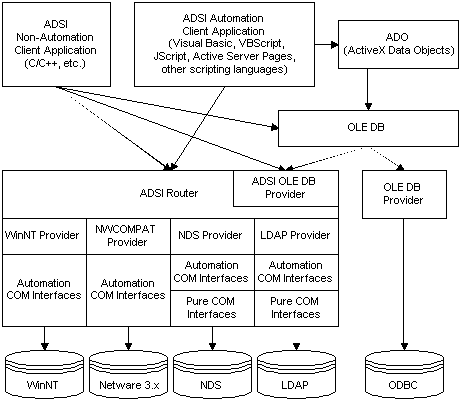 ADSI
Non-Automation
Client Application
(C/C++, etc.)
ADSI Automation
Client Application
(Visual Basic, VBScript,
JScript, Active Server Pages,
other scripting languages)
ADO
(ActiveX Data Objects)
OLE DB
ADSI Router
ADSI OLE DB
Provider
OLE DB
Provider
WinNT Provider
NWCOMPAT
Provider
NDS Provider
LDAP Provider
Automation
COM Interfaces
Automation
COM Interfaces
Automation
COM Interfaces
Pure COM
Interfaces
Automation
COM Interfaces
Pure COM
Interfaces
WinNT
Netware 3.x
NDS
LDAP
ODBC